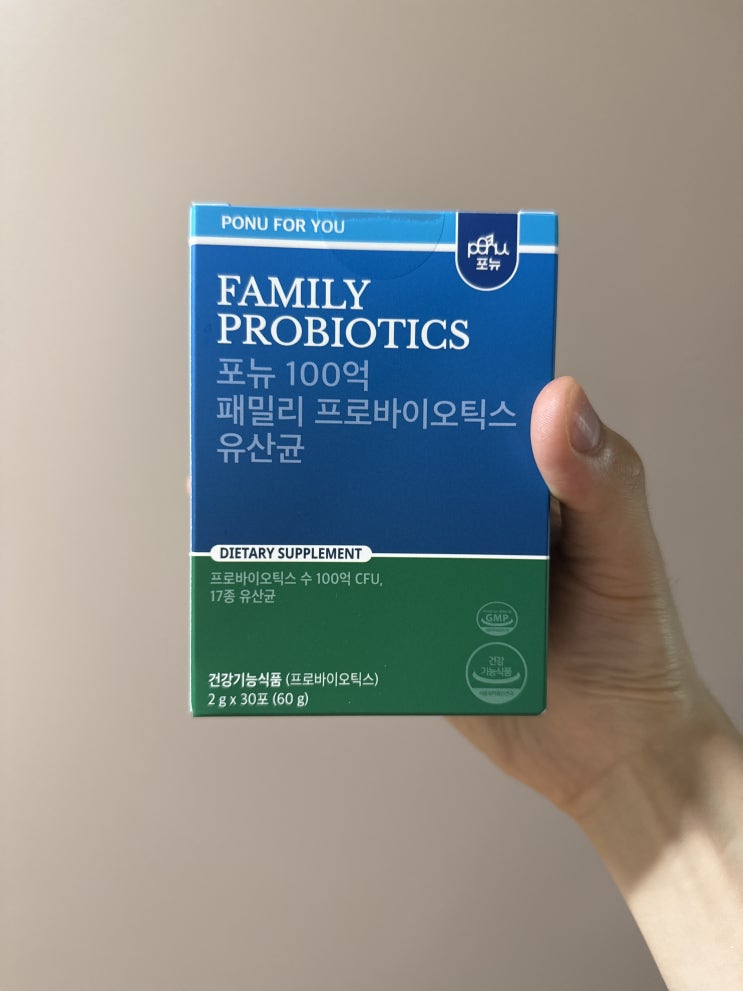 PONU FOR YOU
ponu
포뉴
FAMILY
PROBIOTICS
포뉴 100억
패밀리 프로바이오틱스
유산균
DIETARY SUPPLEMENT
프로바이오틱스 수 100억 CFU,
17종 유산균
GMP
건강
기능식품
건강기능식품 (프로바이오틱스)
2 g x 30포 (60 g)